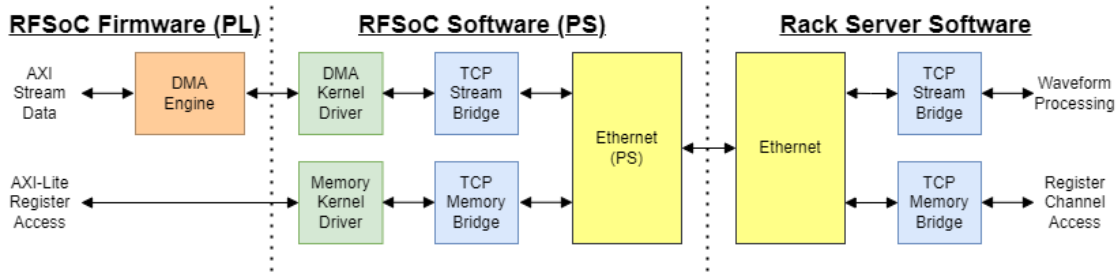 RFSoC Firmware (PL)
RFSoC Software (PS)
Rack Server Software
AXI
Stream
Data
DMA
Engine
DMA
Kernel
Driver
TCP
Stream
Bridge
Ethernet
(PS)
Ethernet
TCP
Stream
Bridge
Waveform
Processing
AXI-Lite
Register
Access
Memory
Kernel
Driver
TCP
Memory
Bridge
TCP
Memory
Bridge
Register
Channel
Access